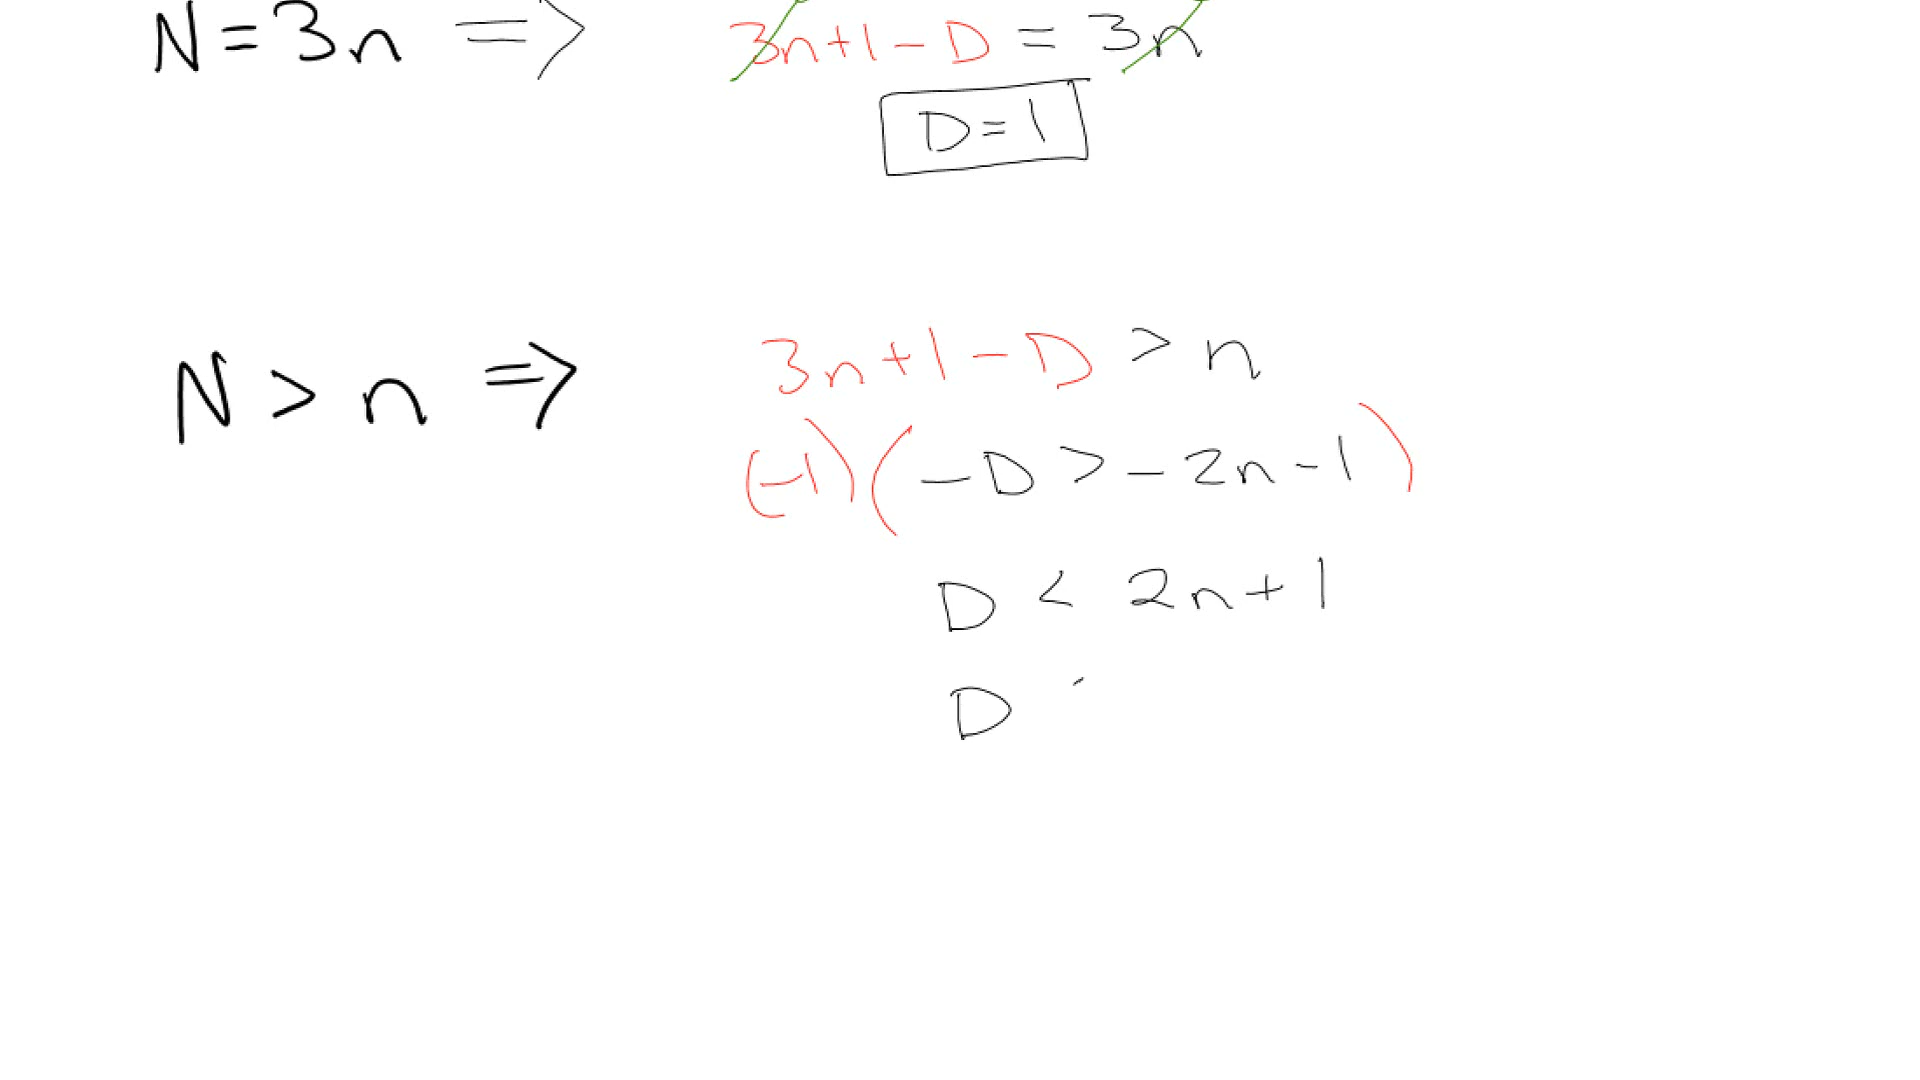 N = 3n ⇒ 3n+1 - D = 3n
D = 1
N > n ⇒ 3n+1 - D > n
(-1)(-D > -2n - 1)
D < 2n + 1
D